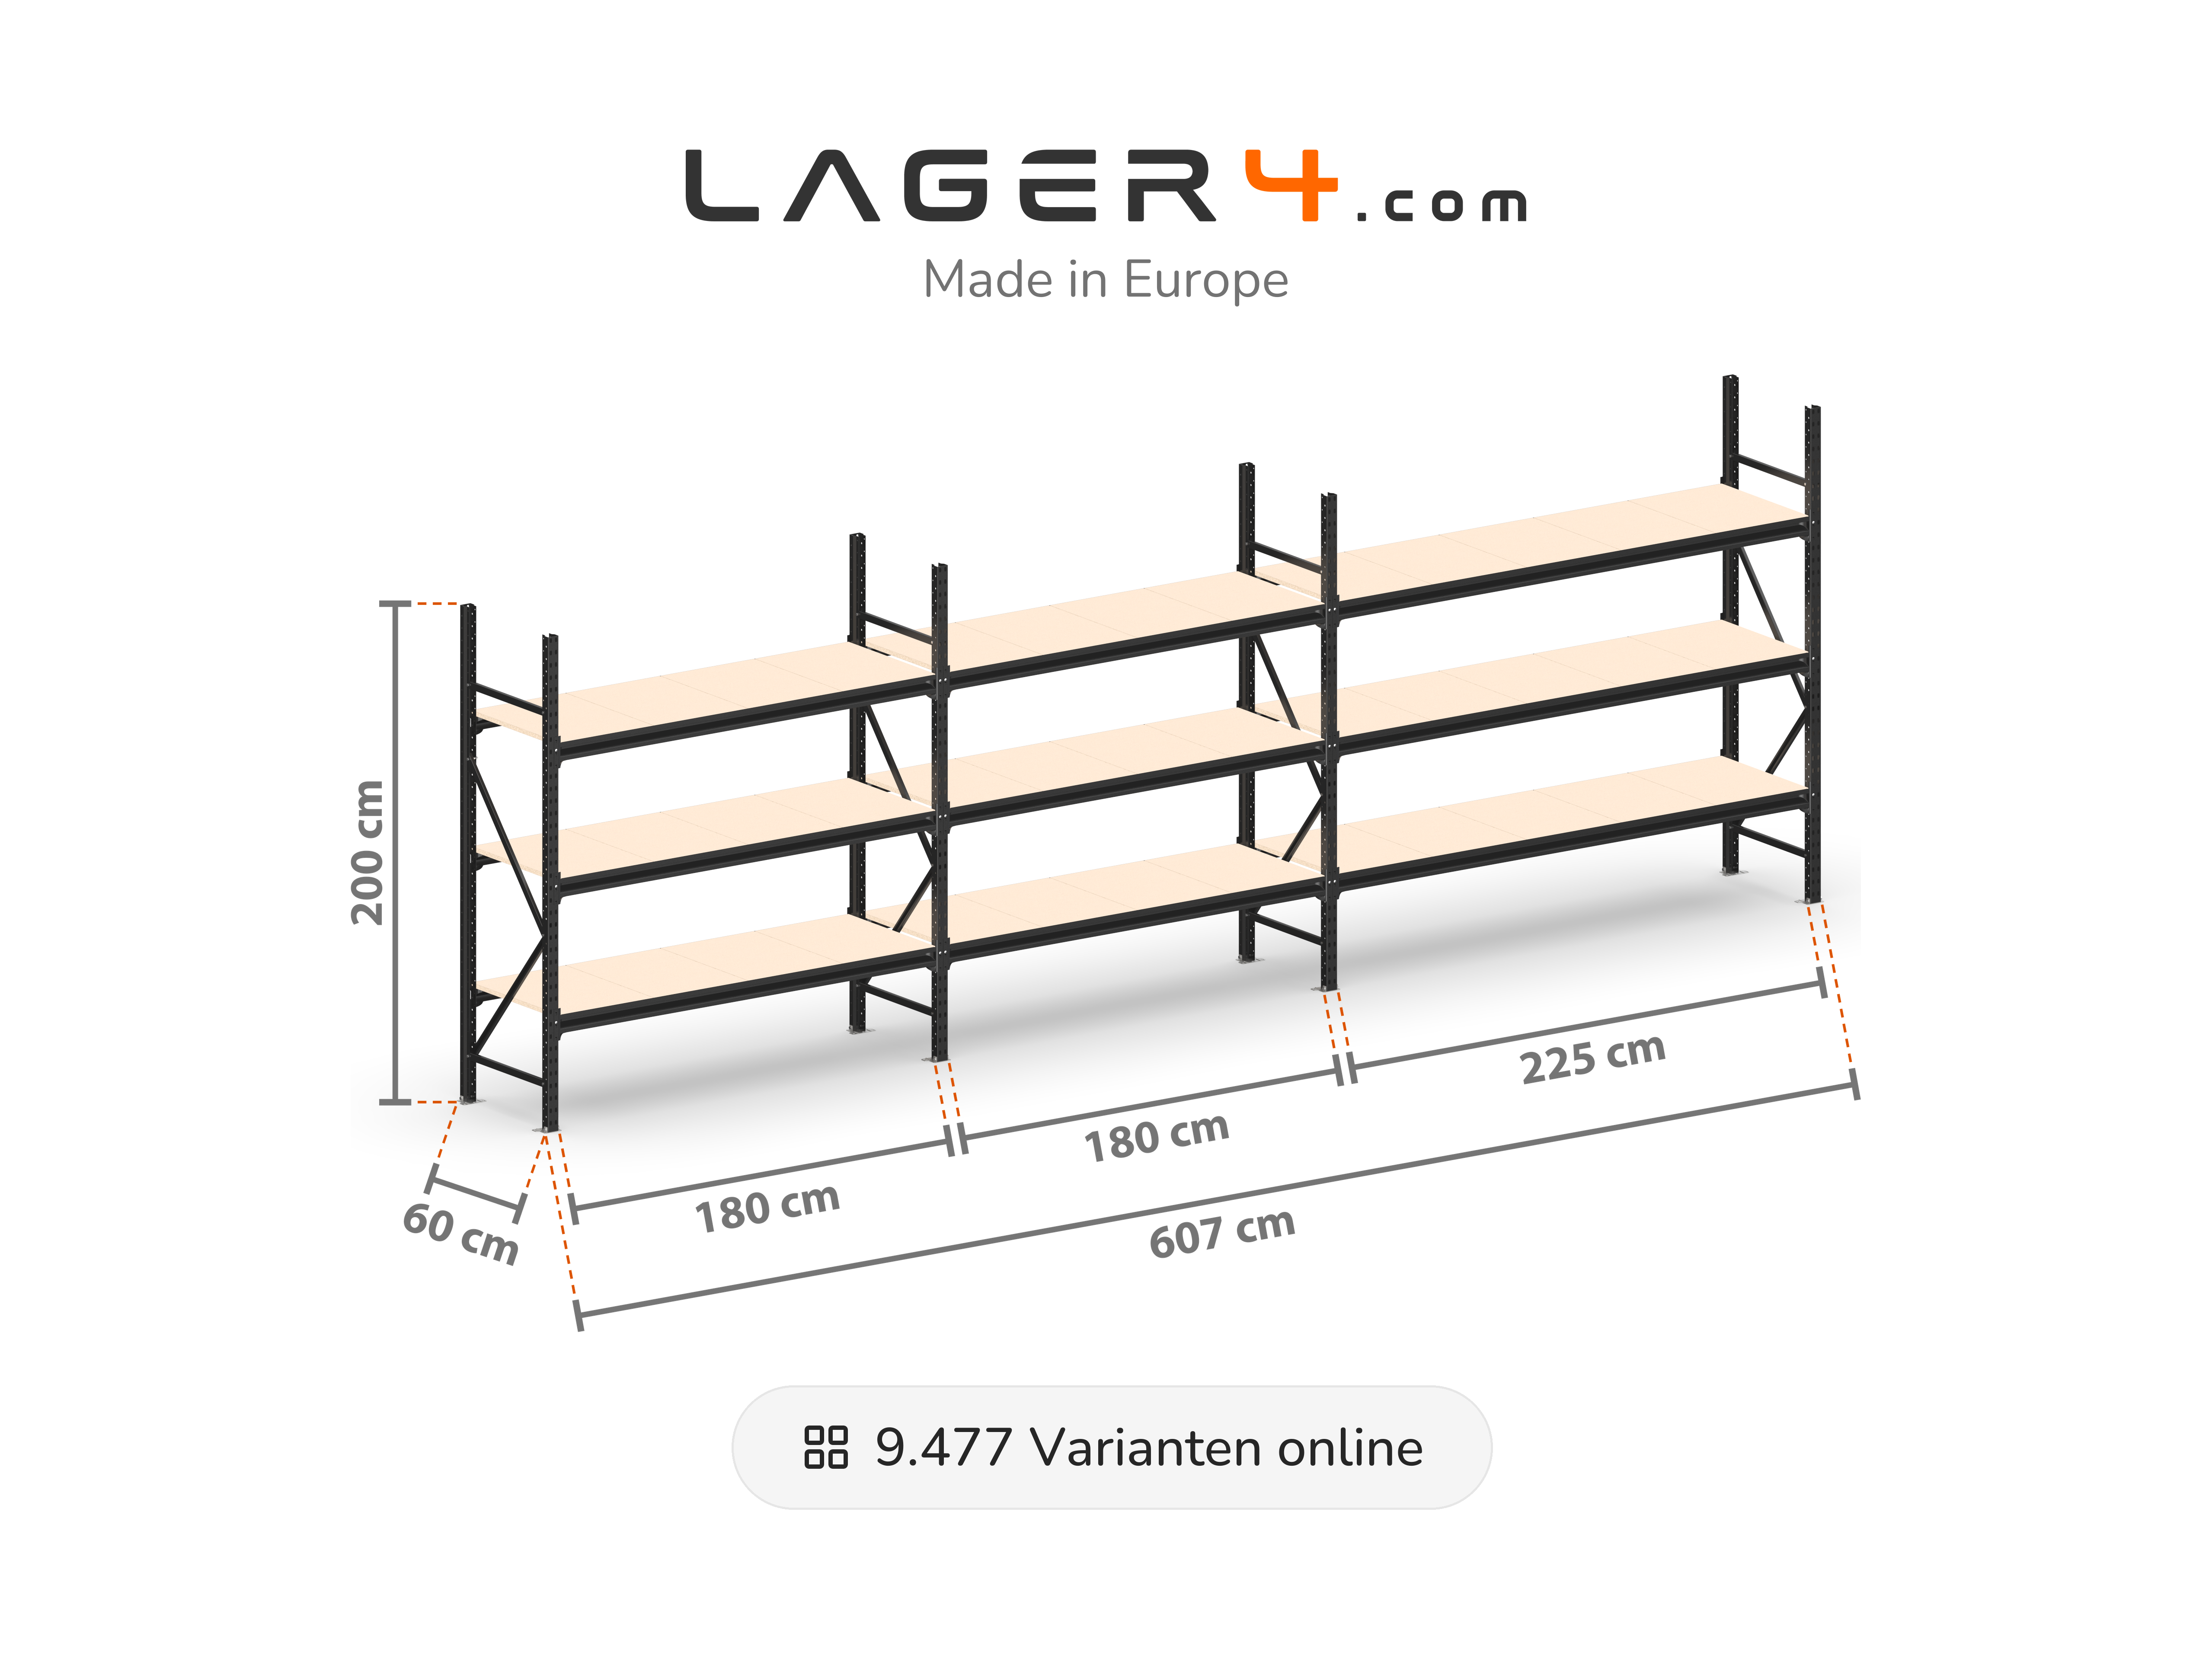 LAGER4.com
Made in Europe
200 cm
60 cm
180 cm
180 cm
225 cm
607 cm
9.477 Varianten online